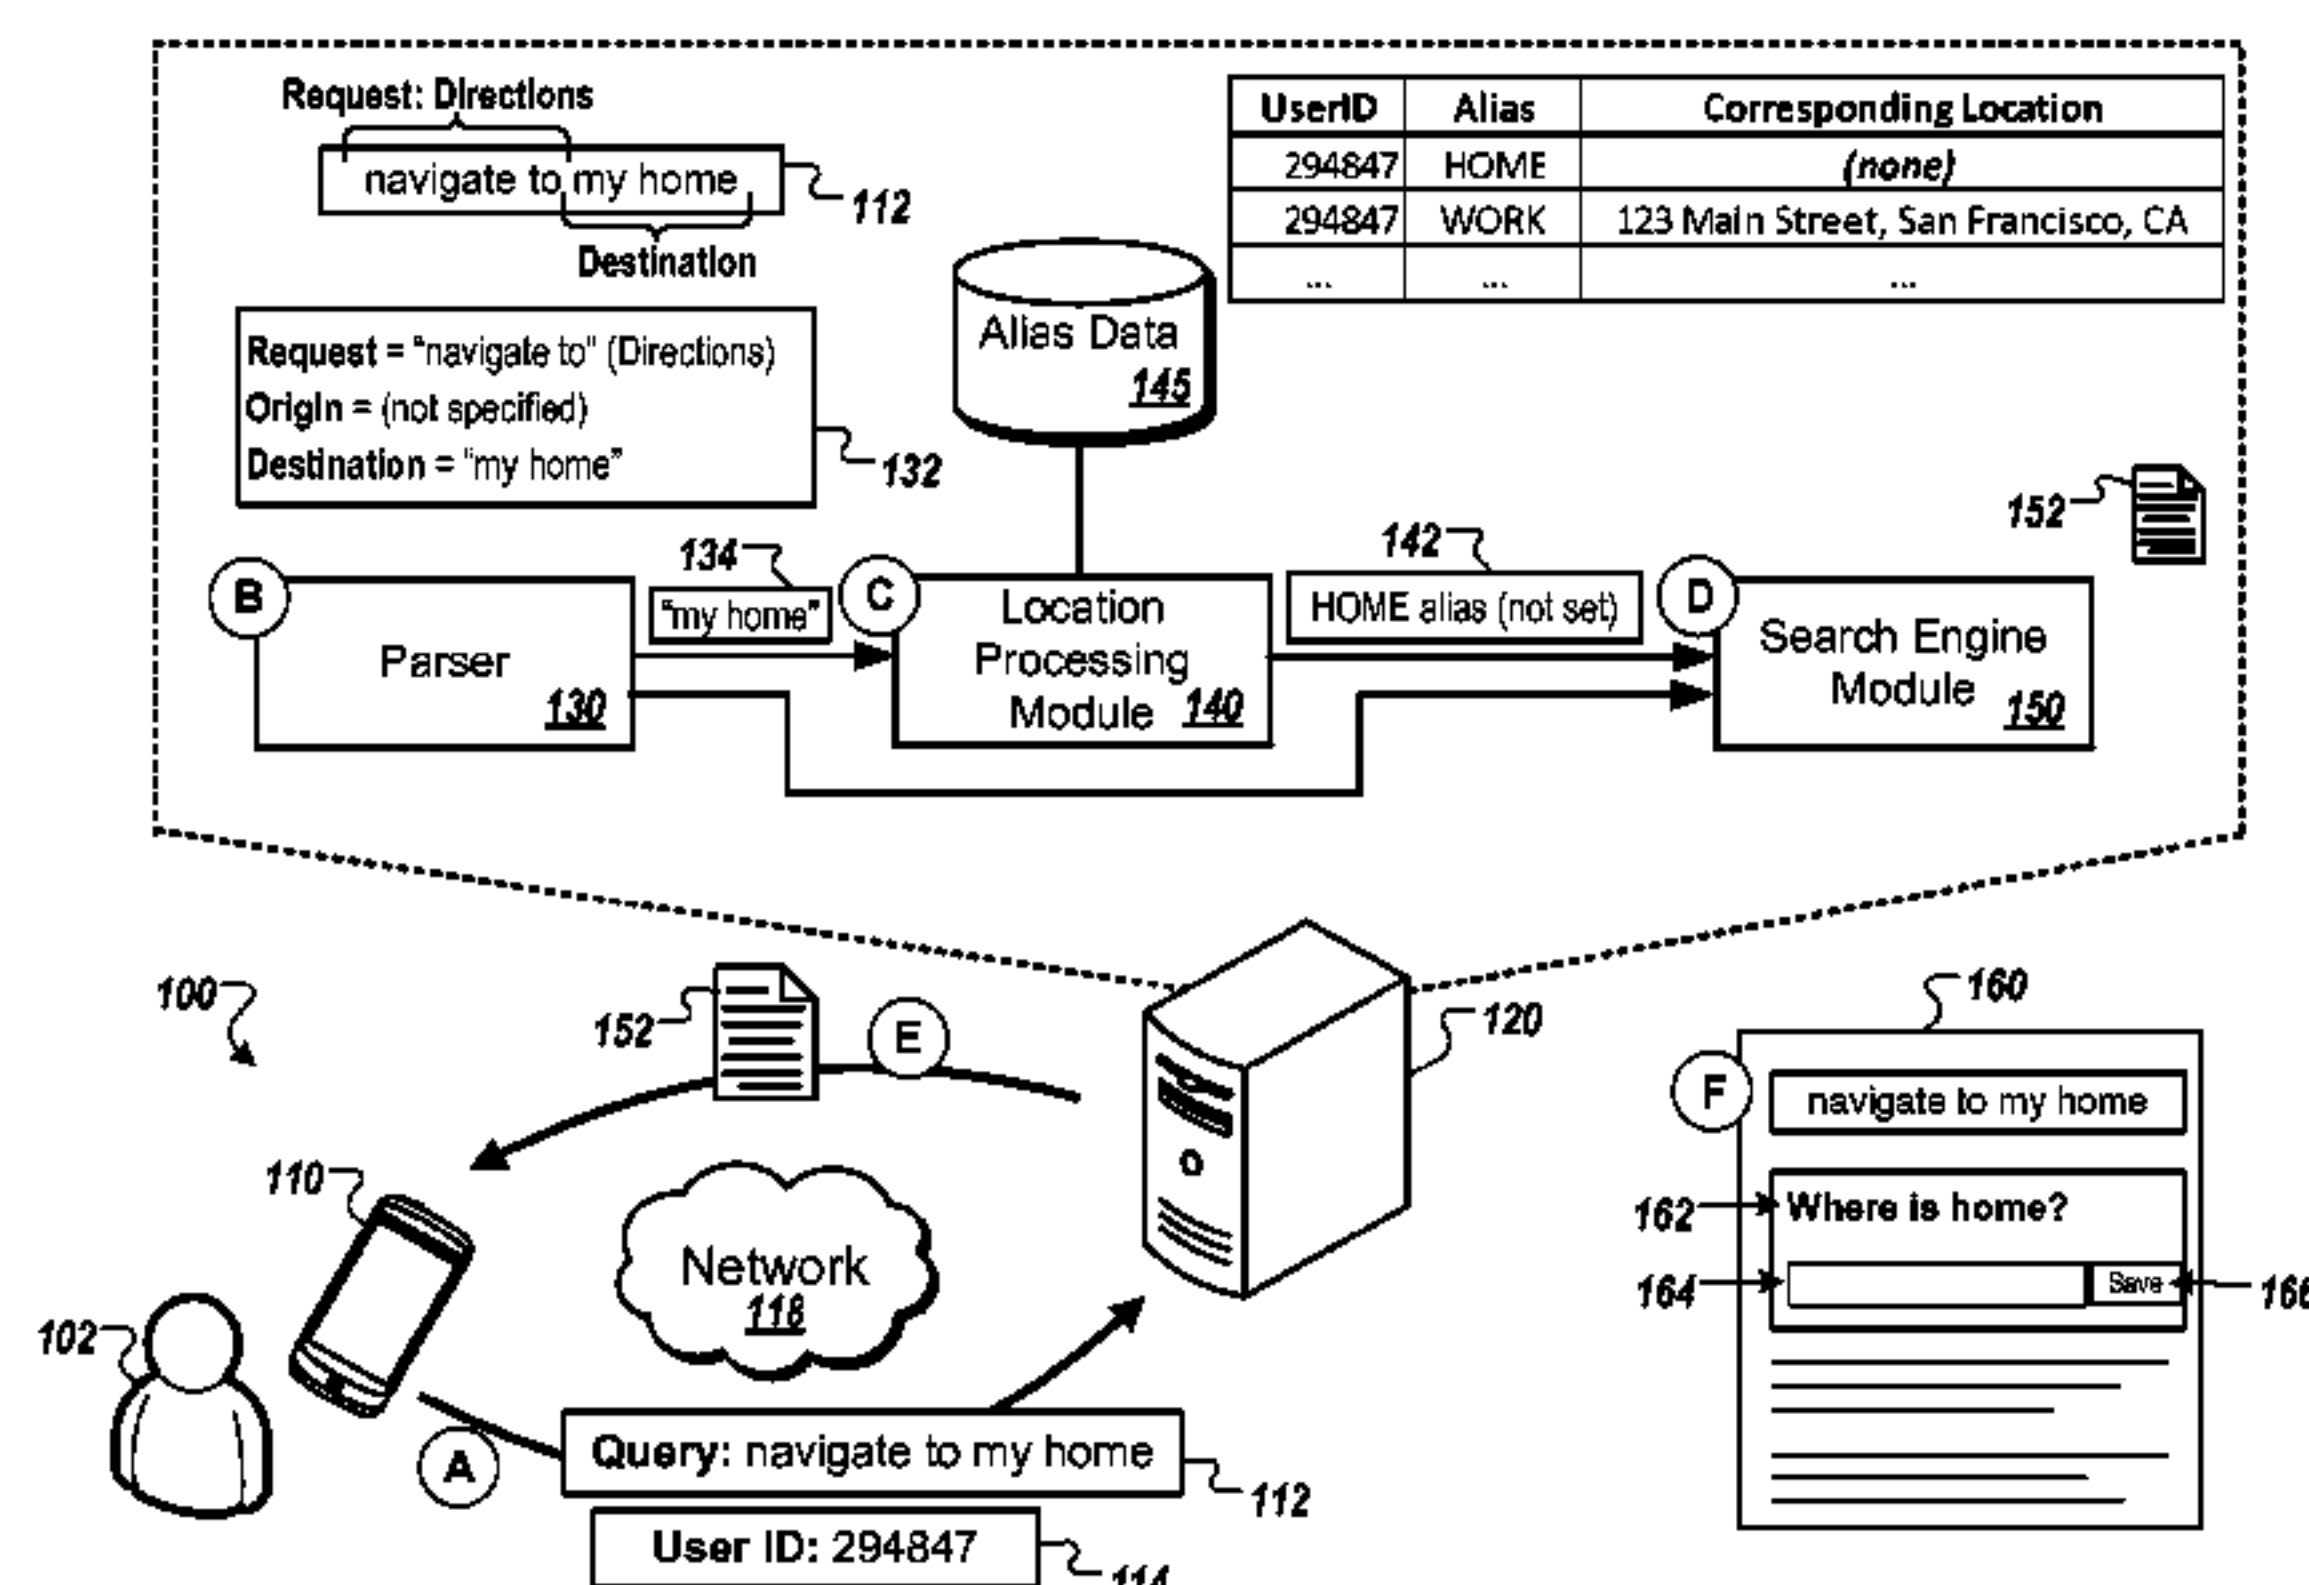 Request: Directions
navigate to my home
112
Destination
UserID Alias Corresponding Location
294847 HOME (none)
294847 WORK 123 Main Street, San Francisco, CA
... ... ...
Request = "navigate to" (Directions)
Origin = (not specified)
Destination = "my home"
132
Alias Data
145
152
B
Parser
130
134
"my home"
C
Location
Processing
Module 140
142
HOME alias (not set)
D
Search Engine
Module
150
100
152
E
120
110
Network
118
102
A
Query: navigate to my home
112
User ID: 294847
114
160
F
navigate to my home
162
Where is home?
164
Save
166